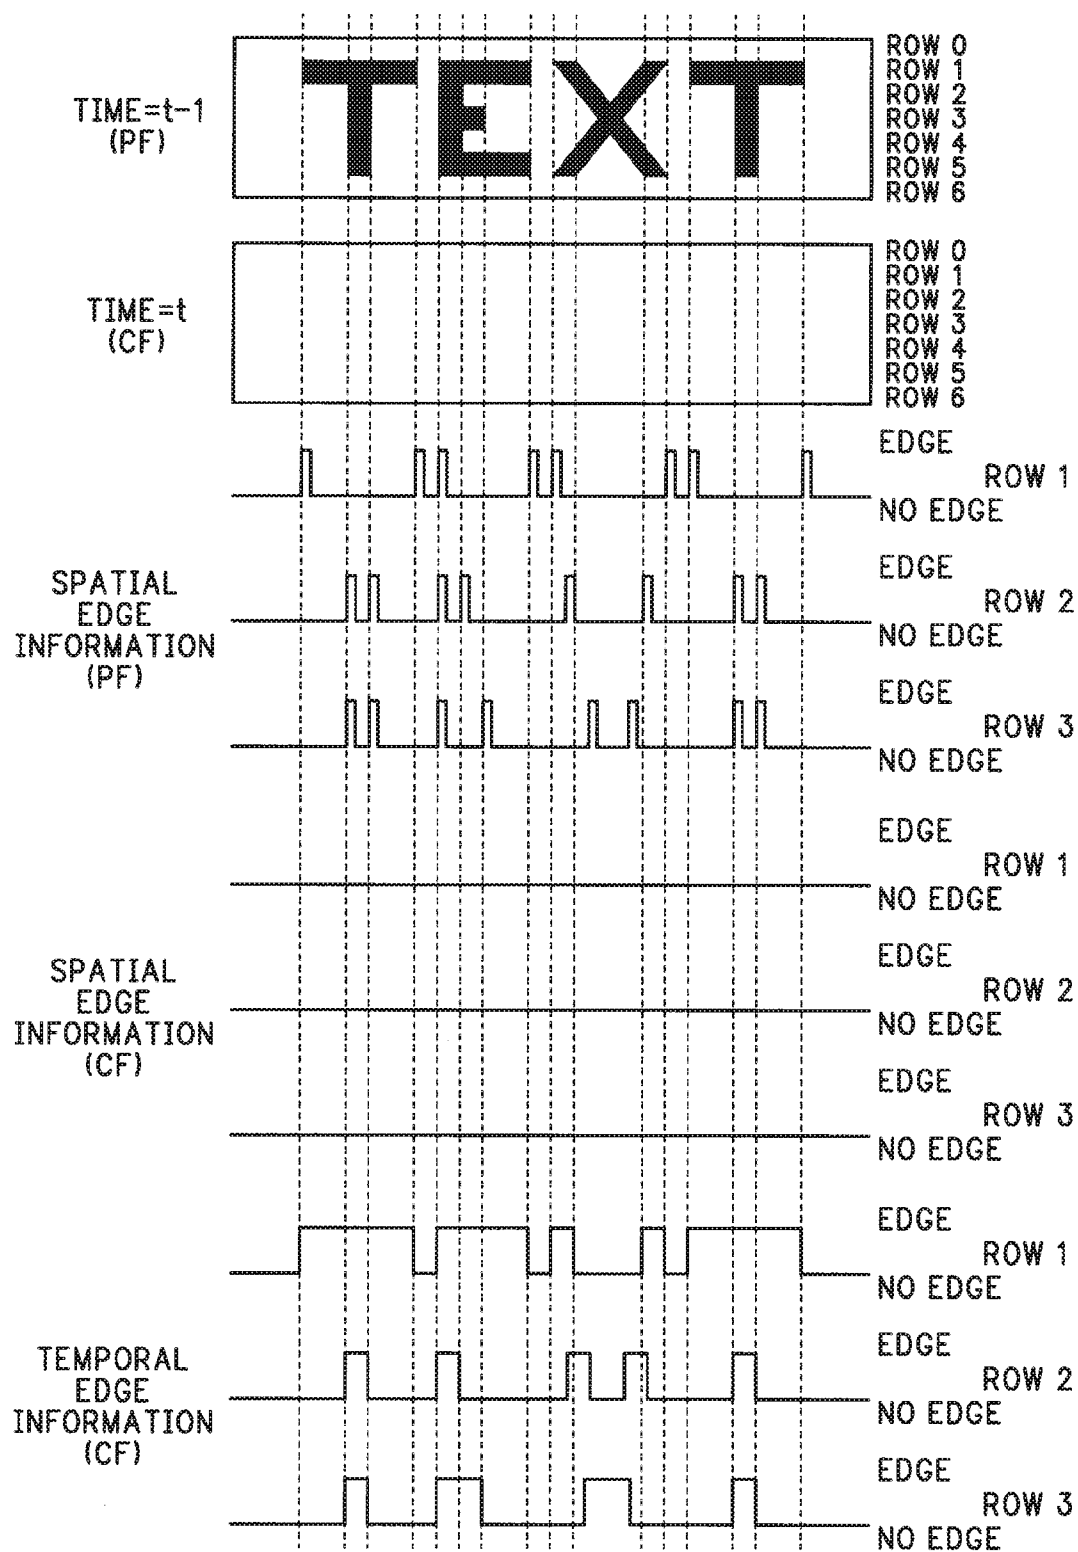 TEXT
TIME=t-1
(PF)
ROW 0
ROW 1
ROW 2
ROW 3
ROW 4
ROW 5
ROW 6
TIME=t
(CF)
ROW 0
ROW 1
ROW 2
ROW 3
ROW 4
ROW 5
ROW 6
SPATIAL
EDGE
INFORMATION
(PF)
EDGE
ROW 1
NO EDGE
EDGE
ROW 2
NO EDGE
EDGE
ROW 3
NO EDGE
SPATIAL
EDGE
INFORMATION
(CF)
EDGE
ROW 1
NO EDGE
EDGE
ROW 2
NO EDGE
EDGE
ROW 3
NO EDGE
TEMPORAL
EDGE
INFORMATION
(CF)
EDGE
ROW 1
NO EDGE
EDGE
ROW 2
NO EDGE
EDGE
ROW 3
NO EDGE